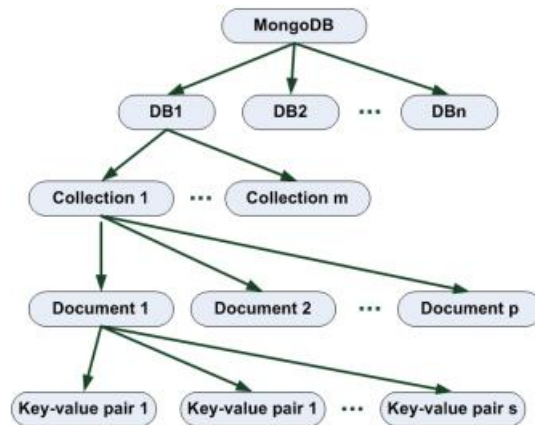 MongoDB
DB1 DB2 ... DBn
Collection 1 ... Collection m
Document 1 Document 2 ... Document p
Key-value pair 1 Key-value pair 1 ... Key-value pair s